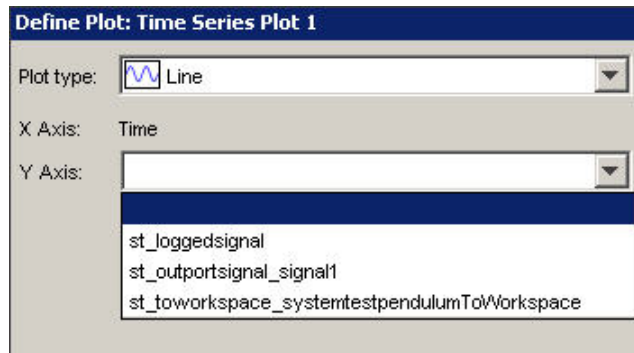 Define Plot: Time Series Plot 1
Plot type: Line
X Axis: Time
Y Axis:
st_loggedsignal
st_outportsignal_signal1
st_toworkspace_systemtestpendulumToWorkspace